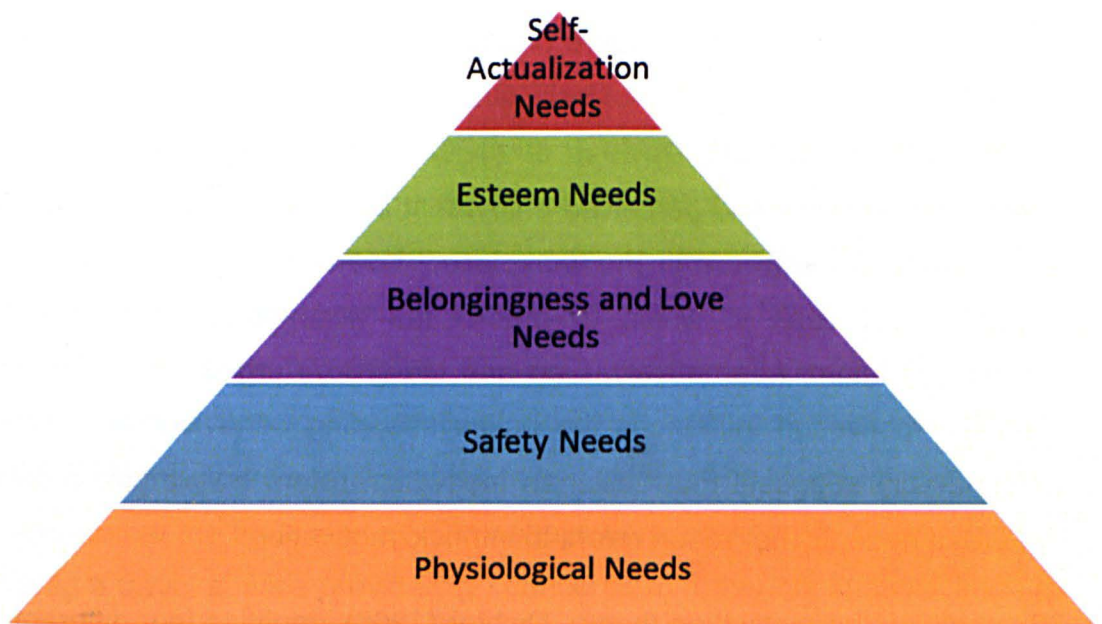 Self-
Actualization
Needs
Esteem Needs
Belongingness and Love
Needs
Safety Needs
Physiological Needs